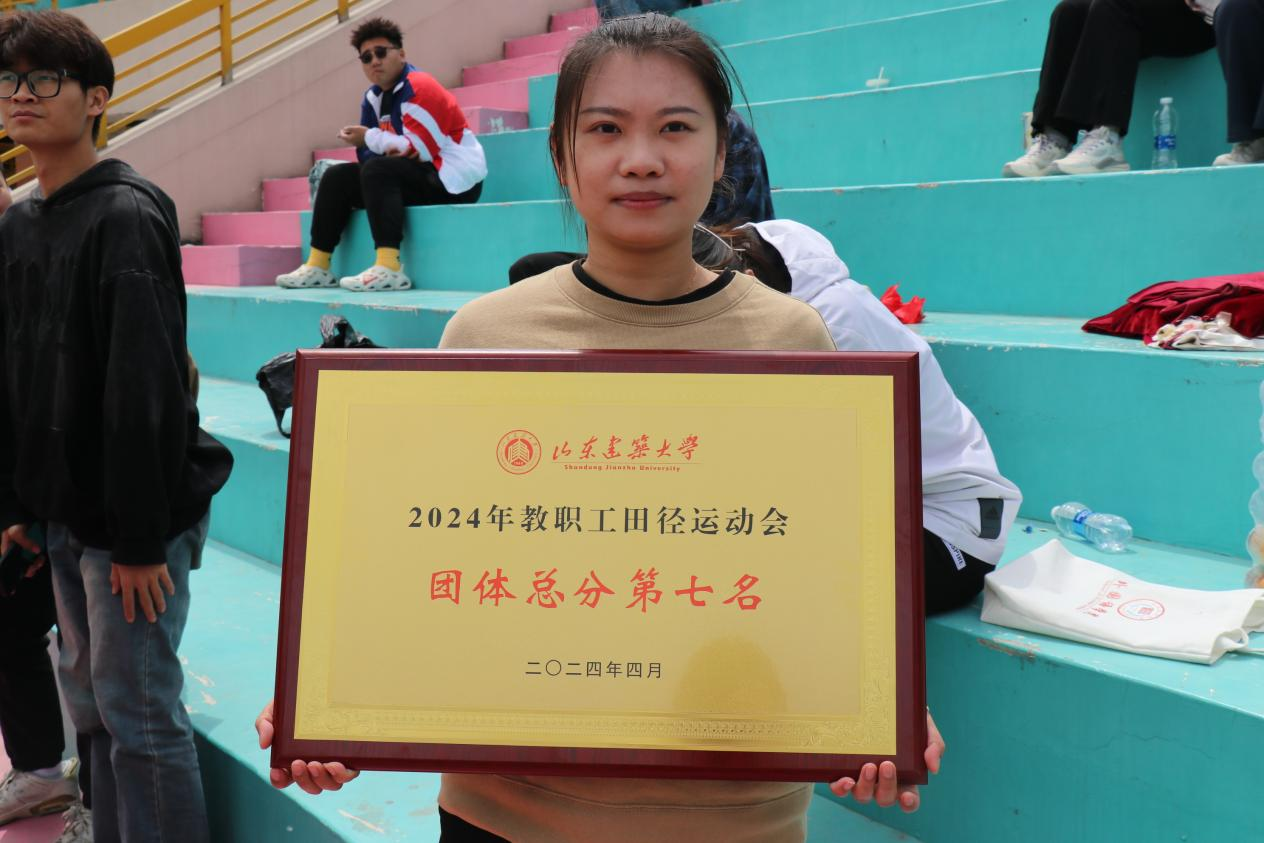 山东建筑大学
Shandong Jianzhu University
2024年教职工田径运动会
团体总分第七名
二〇二四年四月